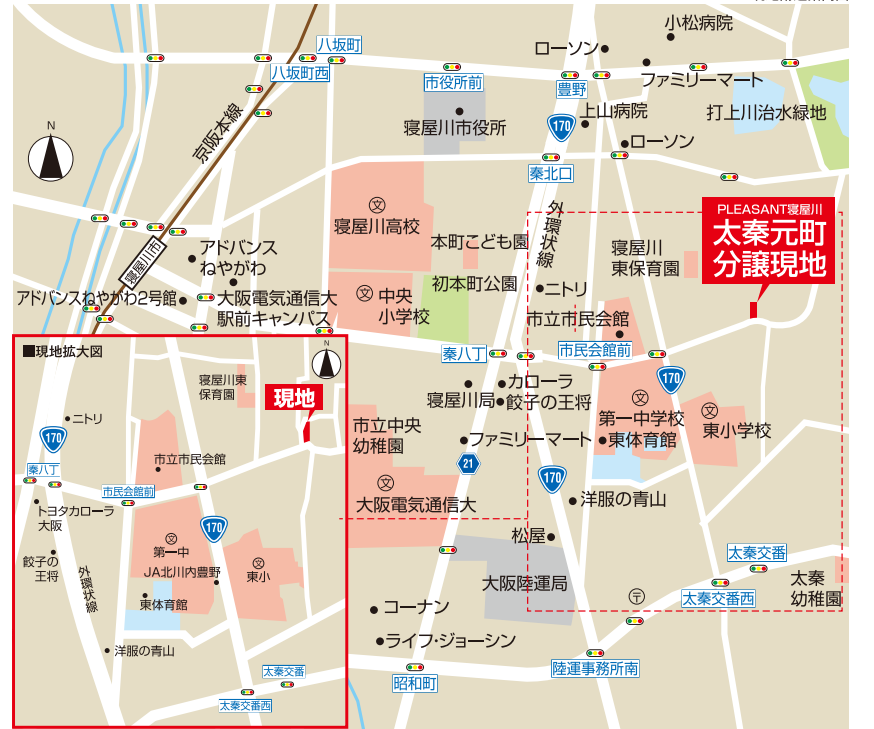 小松病院
ローソン
ファミリーマート
八坂町
八坂町西
市役所前
豊野
170
上山病院
打上川治水緑地
寝屋川市役所
ローソン
京阪本線
N
秦北口
文
寝屋川高校
外環状線
PLEASANT寝屋川
太秦元町
分譲現地
本町こども園
寝屋川
東保育園
寝屋川市
アドバンス
ねやがわ
初本町公園
ニトリ
アドバンスねやがわ2号館
大阪電気通信大
駅前キャンパス
文
中央
小学校
市立市民会館
秦八丁
市民会館前
カローラ
寝屋川局
餃子の王将
170
文
第一中学校
文
東小学校
市立中央
幼稚園
ファミリーマート
東体育館
21
170
文
大阪電気通信大
洋服の青山
松屋
大阪陸運局
太秦交番
太秦交番西
太秦
幼稚園
〒
コーナン
ライフ・ジョーシン
昭和町
陸運事務所南
■現地拡大図
N
寝屋川東
保育園
現地
ニトリ
170
秦八丁
市立市民会館
市民会館前
トヨタカローラ
大阪
170
文
第一中
餃子の
王将
外環状線
JA北川内豊野
文
東小
東体育館
洋服の青山
太秦交番
太秦交番西